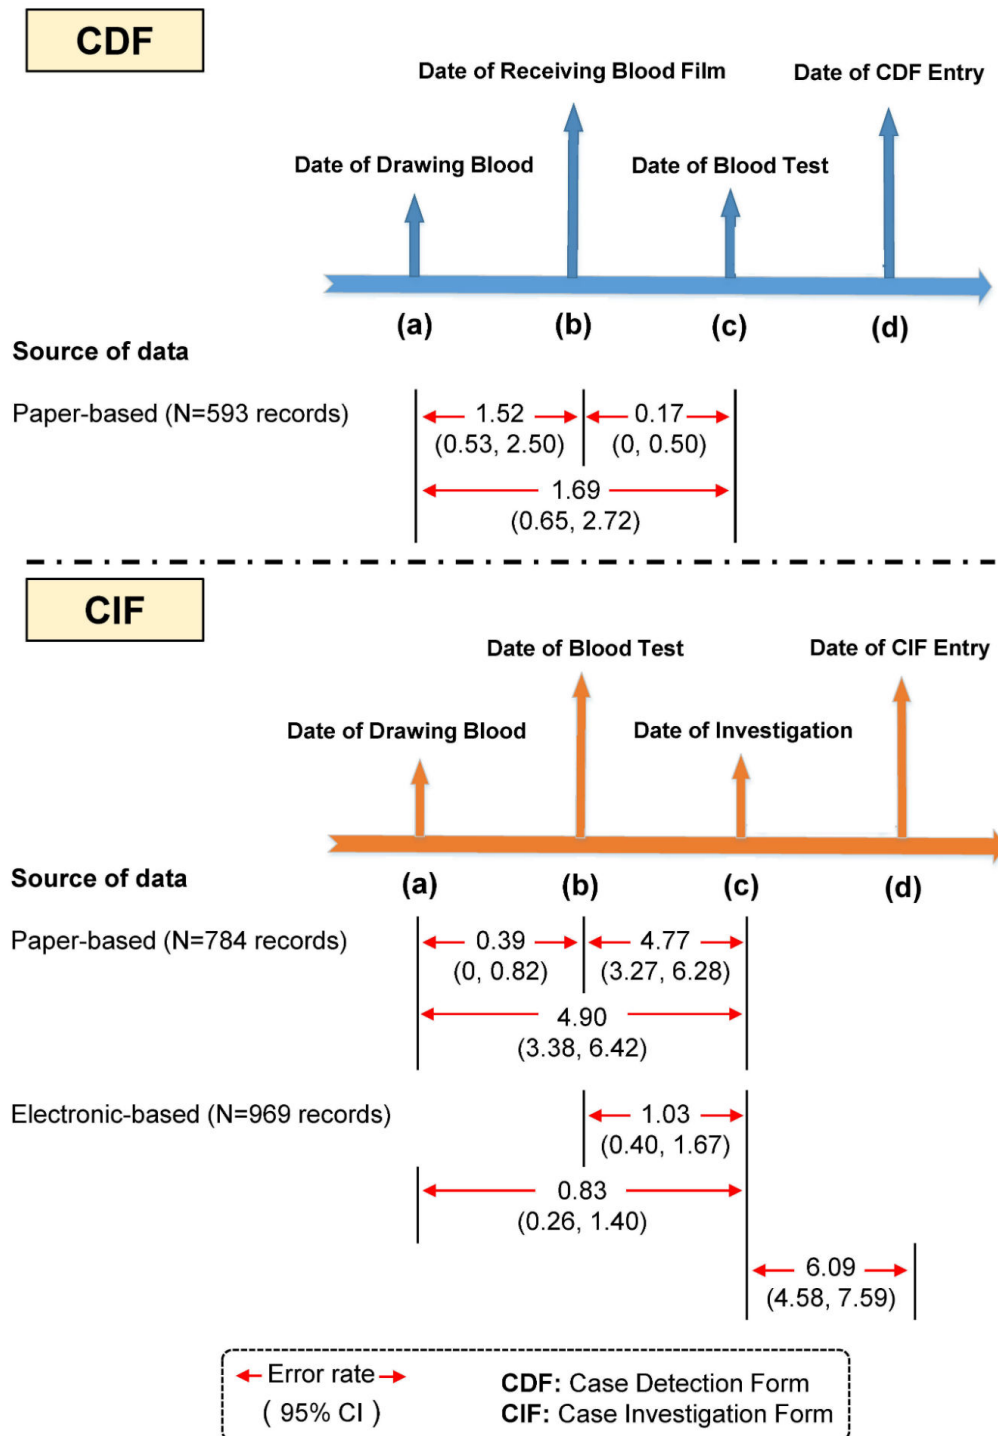 CDF
Date of Receiving Blood Film
Date of CDF Entry
Date of Drawing Blood
Date of Blood Test
(a)
(b)
(c)
(d)
Source of data
Paper-based (N=593 records)
1.52
(0.53, 2.50)
0.17
(0, 0.50)
1.69
(0.65, 2.72)
CIF
Date of Blood Test
Date of CIF Entry
Date of Drawing Blood
Date of Investigation
(a)
(b)
(c)
(d)
Source of data
Paper-based (N=784 records)
0.39
(0, 0.82)
4.77
(3.27, 6.28)
4.90
(3.38, 6.42)
Electronic-based (N=969 records)
1.03
(0.40, 1.67)
0.83
(0.26, 1.40)
6.09
(4.58, 7.59)
Error rate
( 95% CI )
CDF: Case Detection Form
CIF: Case Investigation Form